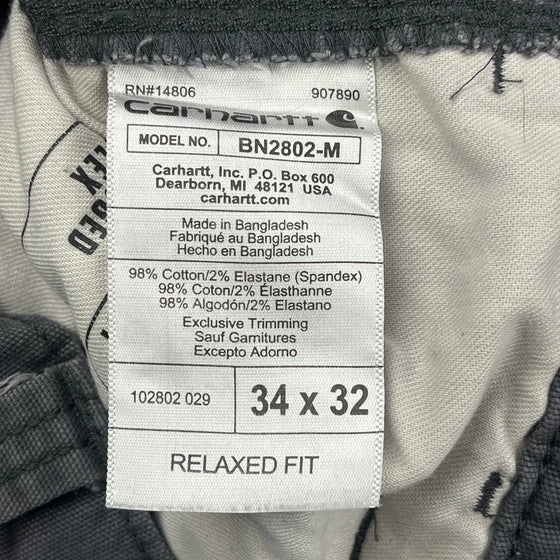 RN#14806 907890
carhartt
MODEL NO. BN2802-M
Carhartt, Inc. P.O. Box 600
Dearborn, MI 48121 USA
carhartt.com
Made in Bangladesh
Fabriqué au Bangladesh
Hecho en Bangladesh
98% Cotton/2% Elastane (Spandex)
98% Coton/2% Élasthanne
98% Algodón/2% Elastano
Exclusive Trimming
Sauf Garnitures
Excepto Adorno
102802 029 34 x 32
RELAXED FIT